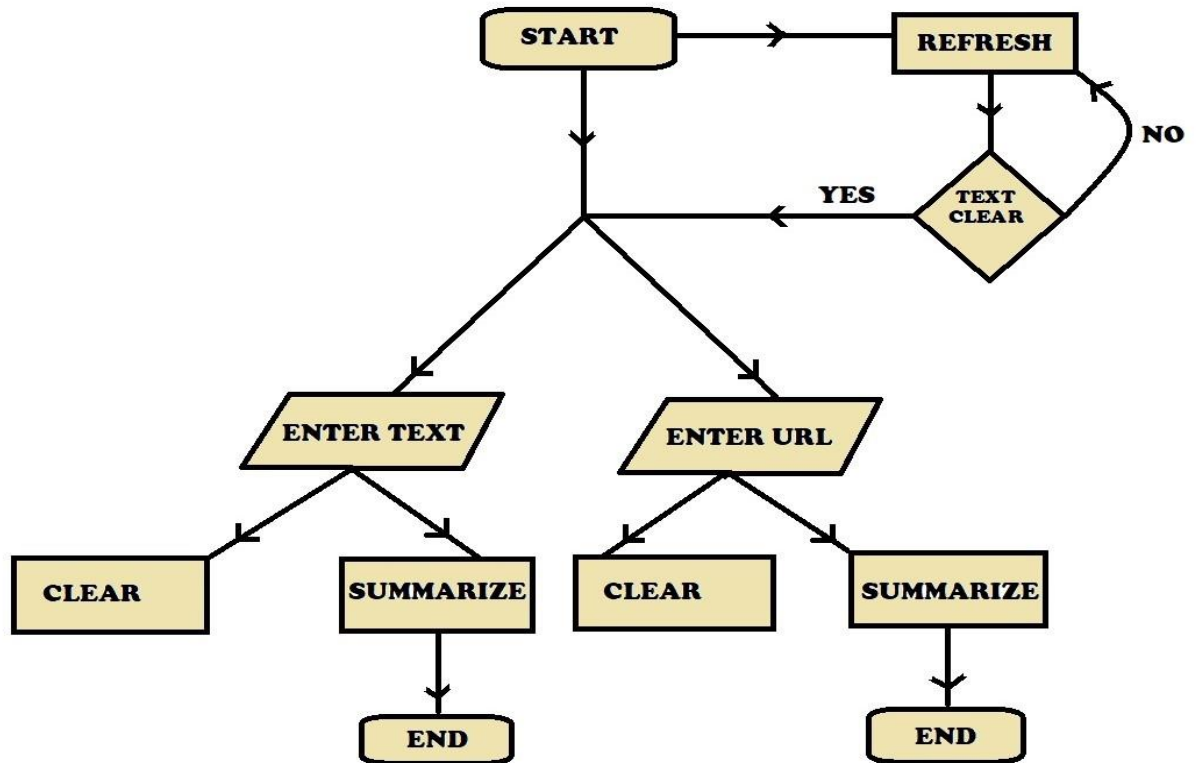 START
REFRESH
NO
YES
TEXT
CLEAR
ENTER TEXT
ENTER URL
CLEAR
SUMMARIZE
CLEAR
SUMMARIZE
END
END